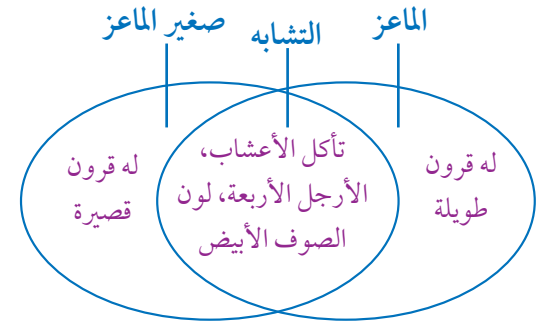 الماعز
التشابه
صغير الماعز
له قرون
طويلة
تأكل الأعشاب،
الأرجل الأربعة، لون
الصوف الأبيض
له قرون
قصيرة